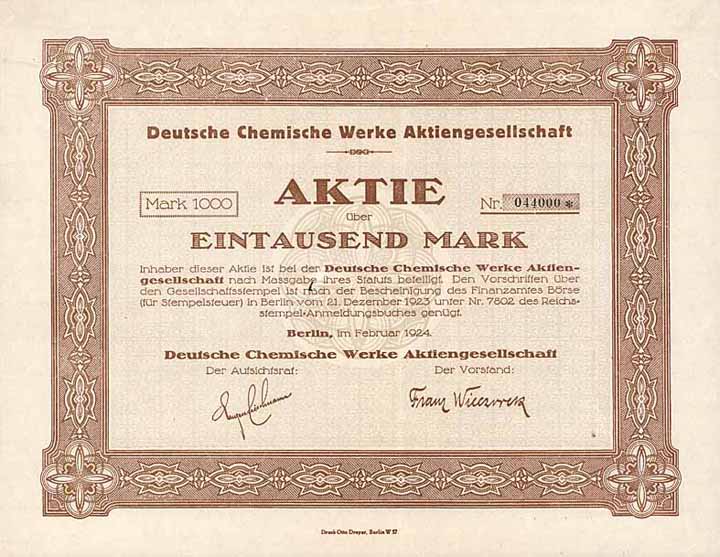 Deutsche Chemische Werke Aktiengesellschaft
AKTIE
Mark 1000
Nr. 044000 *
über
EINTAUSEND MARK
Inhaber dieser Aktie ist bei der Deutsche Chemische Werke Aktien-
gesellschaft nach Massgabe ihres Statuts beteiligt. Den Vorschriften über
den Gesellschaftsstempel ist nach der Bescheinigung des Finanzamtes Börse
(für Stempelsteuer) in Berlin vom 21. Dezember 1923 unter Nr. 7802 des Reichs-
stempel-Anmeldungsbuches genügt.
Berlin, im Februar 1924.
Deutsche Chemische Werke Aktiengesellschaft
Der Aufsichtsrat:
Der Vorstand:
Franz
Druck Otto Dreyer, Berlin W 57